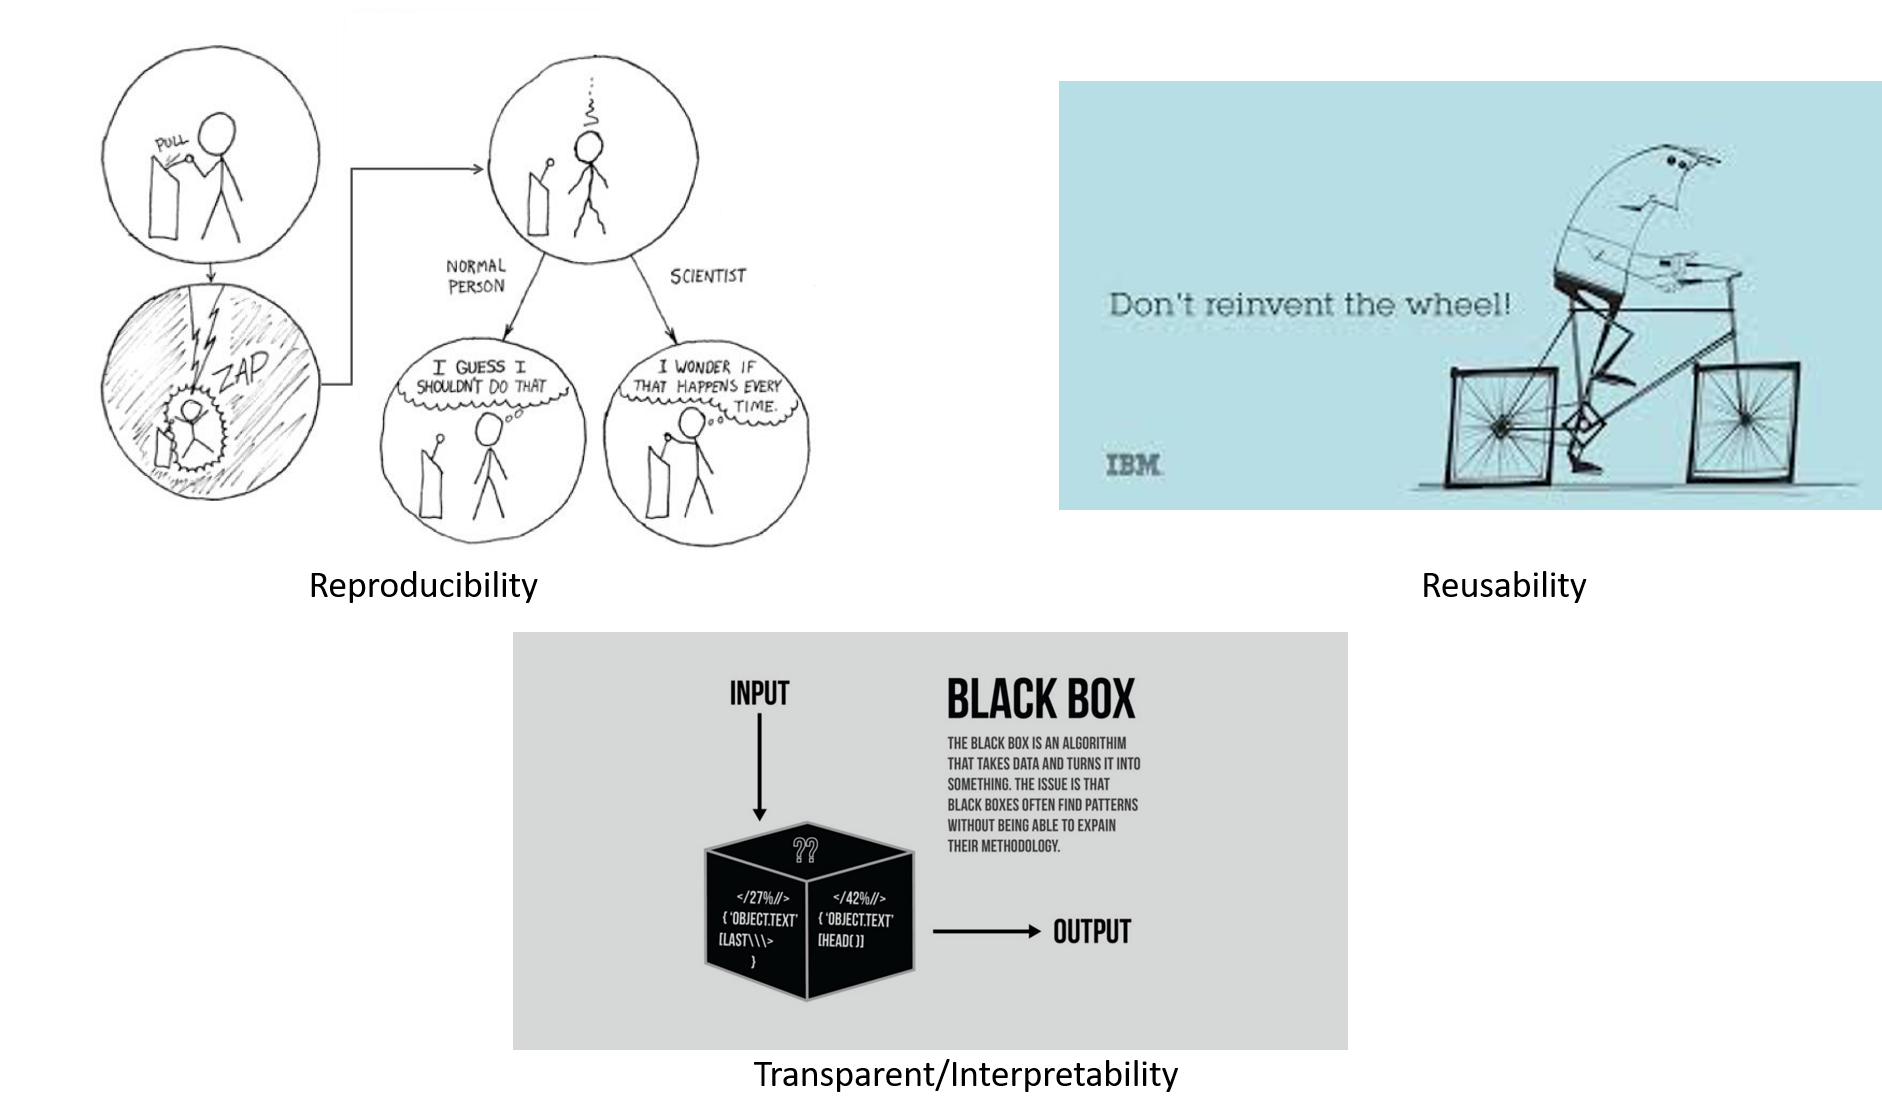 PULL
ZAP
NORMAL
PERSON
SCIENTIST
I GUESS I
SHOULDN'T DO THAT
I WONDER IF
THAT HAPPENS EVERY
TIME.
Reproducibility
Don't reinvent the wheel!
IBM
Reusability
INPUT
BLACK BOX
THE BLACK BOX IS AN ALGORITHIM
THAT TAKES DATA AND TURNS IT INTO
SOMETHING. THE ISSUE IS THAT
BLACK BOXES OFTEN FIND PATTERNS
WITHOUT BEING ABLE TO EXPAIN
THEIR METHODOLOGY.
??
</27%//>
{ 'OBJECT.TEXT'
[LAST\\\>
}
</42%//>
{ 'OBJECT.TEXT'
[HEAD( )]
OUTPUT
Transparent/Interpretability